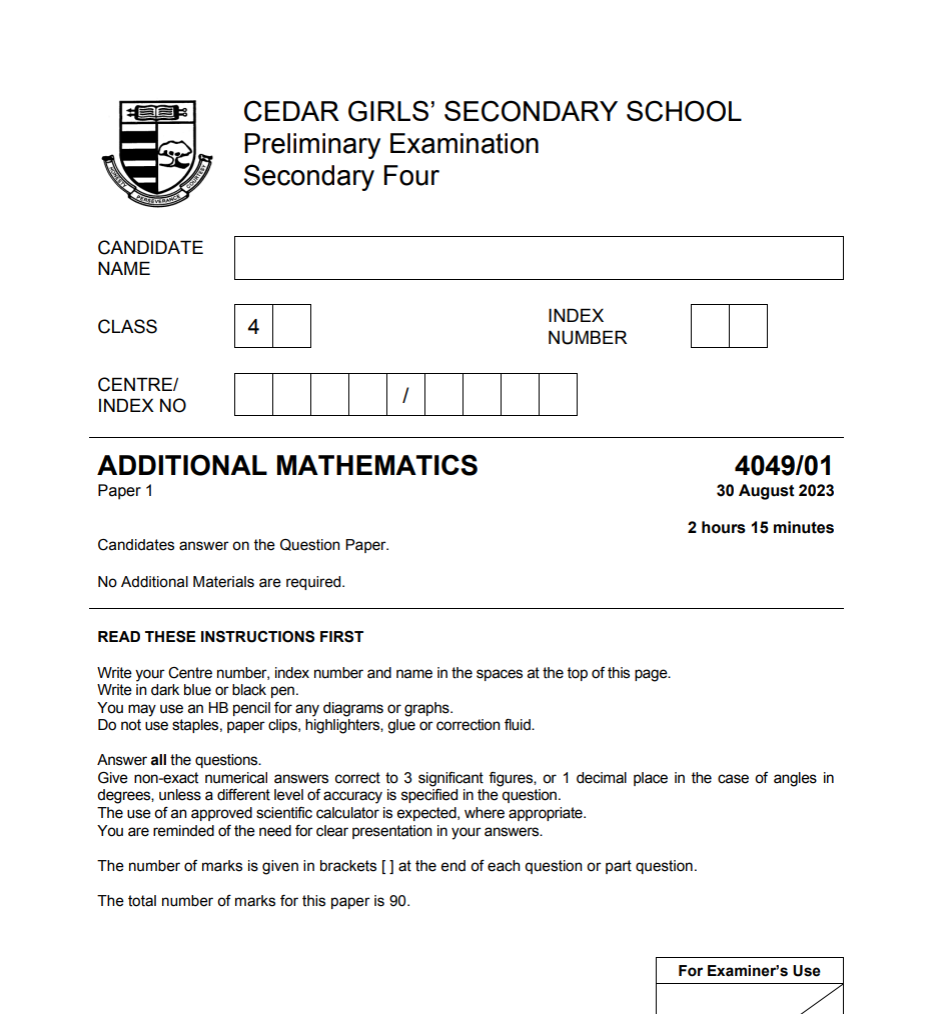 CEDAR GIRLS' SECONDARY SCHOOL
Preliminary Examination
Secondary Four
HONESTY PERSEVERANCE COURTESY
CANDIDATE
NAME
CLASS
4
INDEX
NUMBER
CENTRE/
INDEX NO
/
ADDITIONAL MATHEMATICS
4049/01
Paper 1
30 August 2023
2 hours 15 minutes
Candidates answer on the Question Paper.
No Additional Materials are required.
READ THESE INSTRUCTIONS FIRST
Write your Centre number, index number and name in the spaces at the top of this page.
Write in dark blue or black pen.
You may use an HB pencil for any diagrams or graphs.
Do not use staples, paper clips, highlighters, glue or correction fluid.
Answer all the questions.
Give non-exact numerical answers correct to 3 significant figures, or 1 decimal place in the case of angles in
degrees, unless a different level of accuracy is specified in the question.
The use of an approved scientific calculator is expected, where appropriate.
You are reminded of the need for clear presentation in your answers.
The number of marks is given in brackets [ ] at the end of each question or part question.
The total number of marks for this paper is 90.
For Examiner's Use